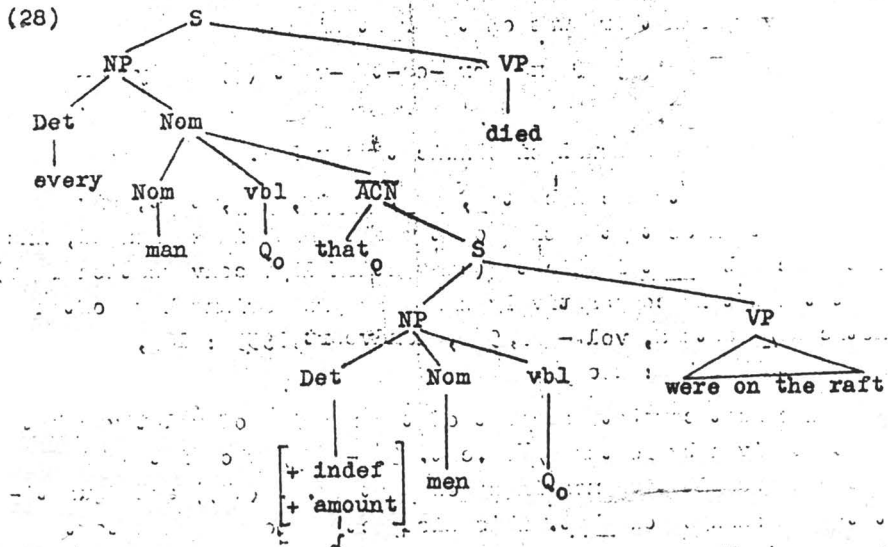 (28) S
NP VP
Det Nom died
every Nom vbl ACN
man Q₀ that_Q S
NP VP
Det Nom vbl were on the raft
[+ indef men Q₀
+ amount]